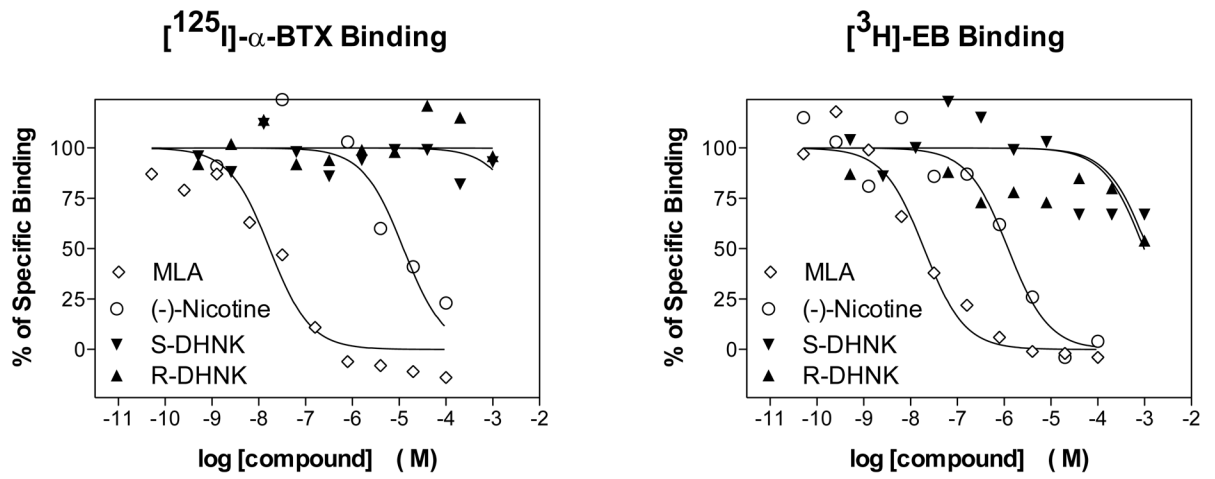 [¹²⁵I]-α-BTX Binding
% of Specific Binding
100
75
50
25
0
◇ MLA
○ (-)-Nicotine
▼ S-DHNK
▲ R-DHNK
-11 -10 -9 -8 -7 -6 -5 -4 -3 -2
log [compound] ( M)
[³H]-EB Binding
% of Specific Binding
100
75
50
25
0
◇ MLA
○ (-)-Nicotine
▼ S-DHNK
▲ R-DHNK
-11 -10 -9 -8 -7 -6 -5 -4 -3 -2
log [compound] ( M)